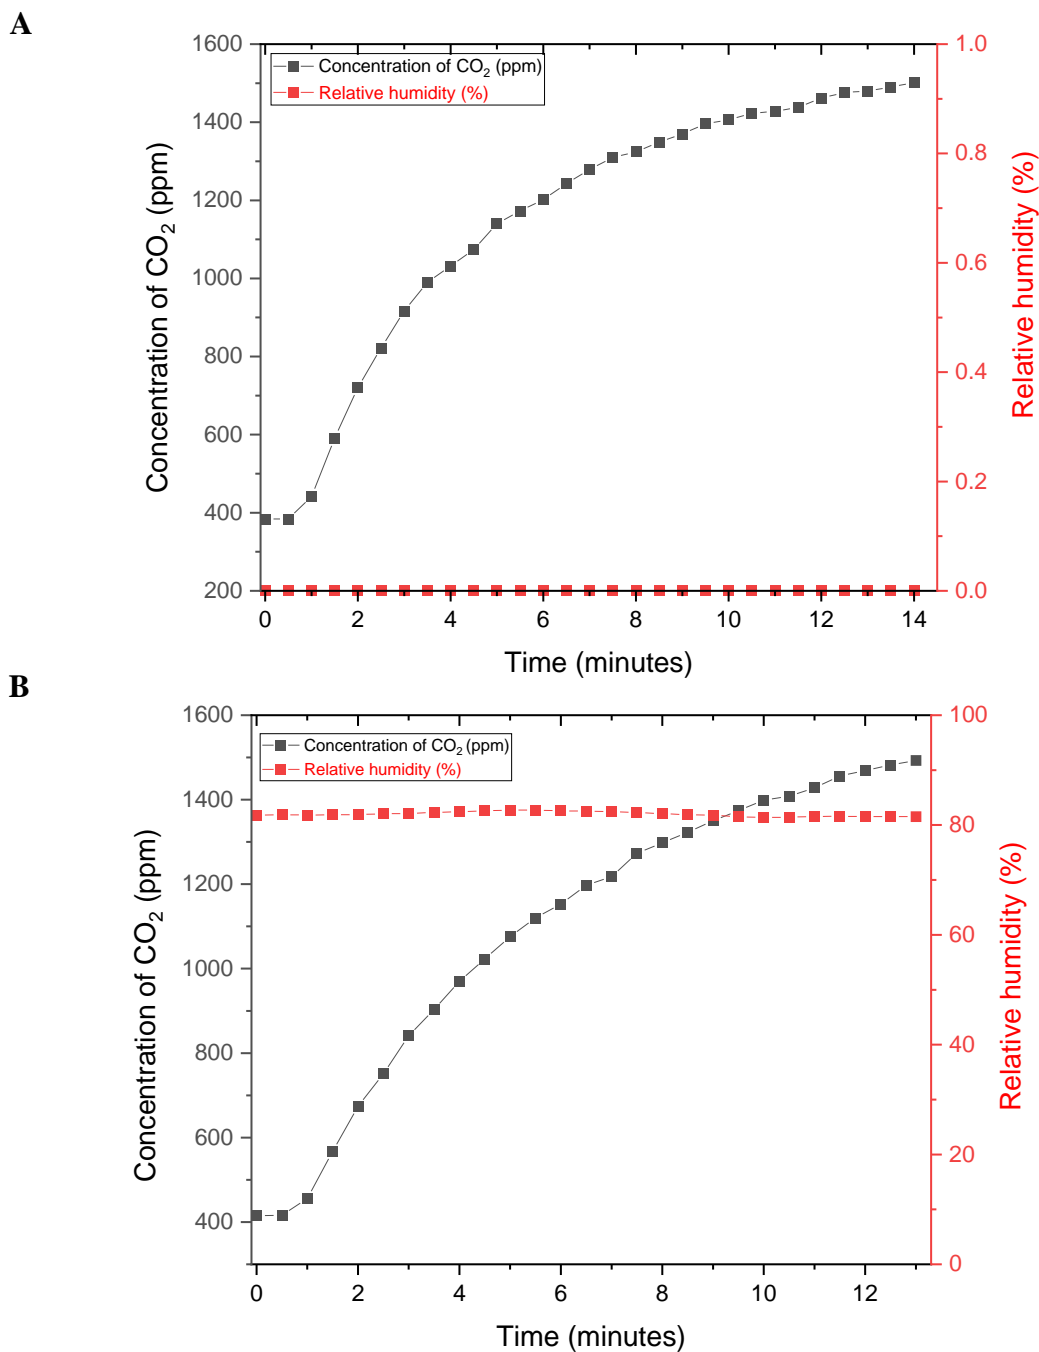 A
Concentration of CO₂ (ppm)
Relative humidity (%)
1600
1400
1200
1000
800
600
400
200
1.0
0.8
0.6
0.4
0.2
0.0
0 2 4 6 8 10 12 14
Concentration of CO₂ (ppm)
Relative humidity (%)
Time (minutes)
B
Concentration of CO₂ (ppm)
Relative humidity (%)
1600
1400
1200
1000
800
600
400
100
80
60
40
20
0
0 2 4 6 8 10 12
Concentration of CO₂ (ppm)
Relative humidity (%)
Time (minutes)